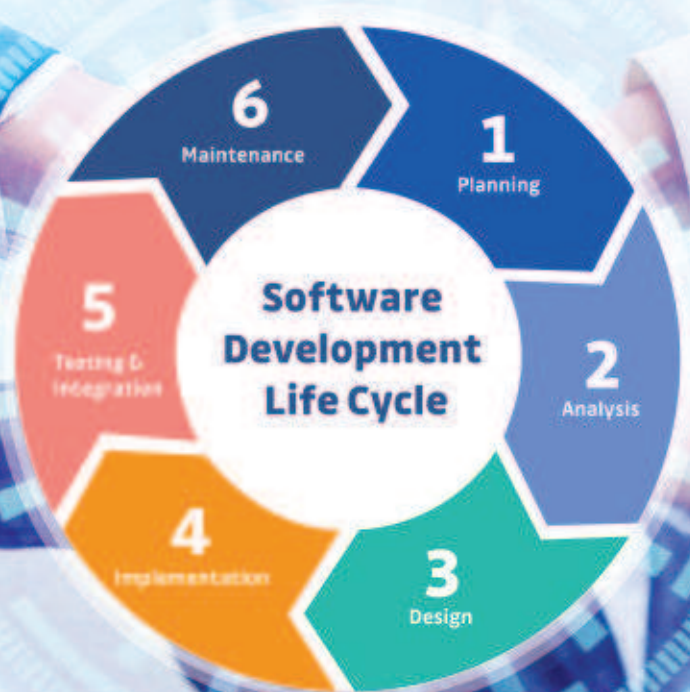 Software
Development
Life Cycle
1
Planning
2
Analysis
3
Design
4
Implementation
5
Testing &
Integration
6
Maintenance